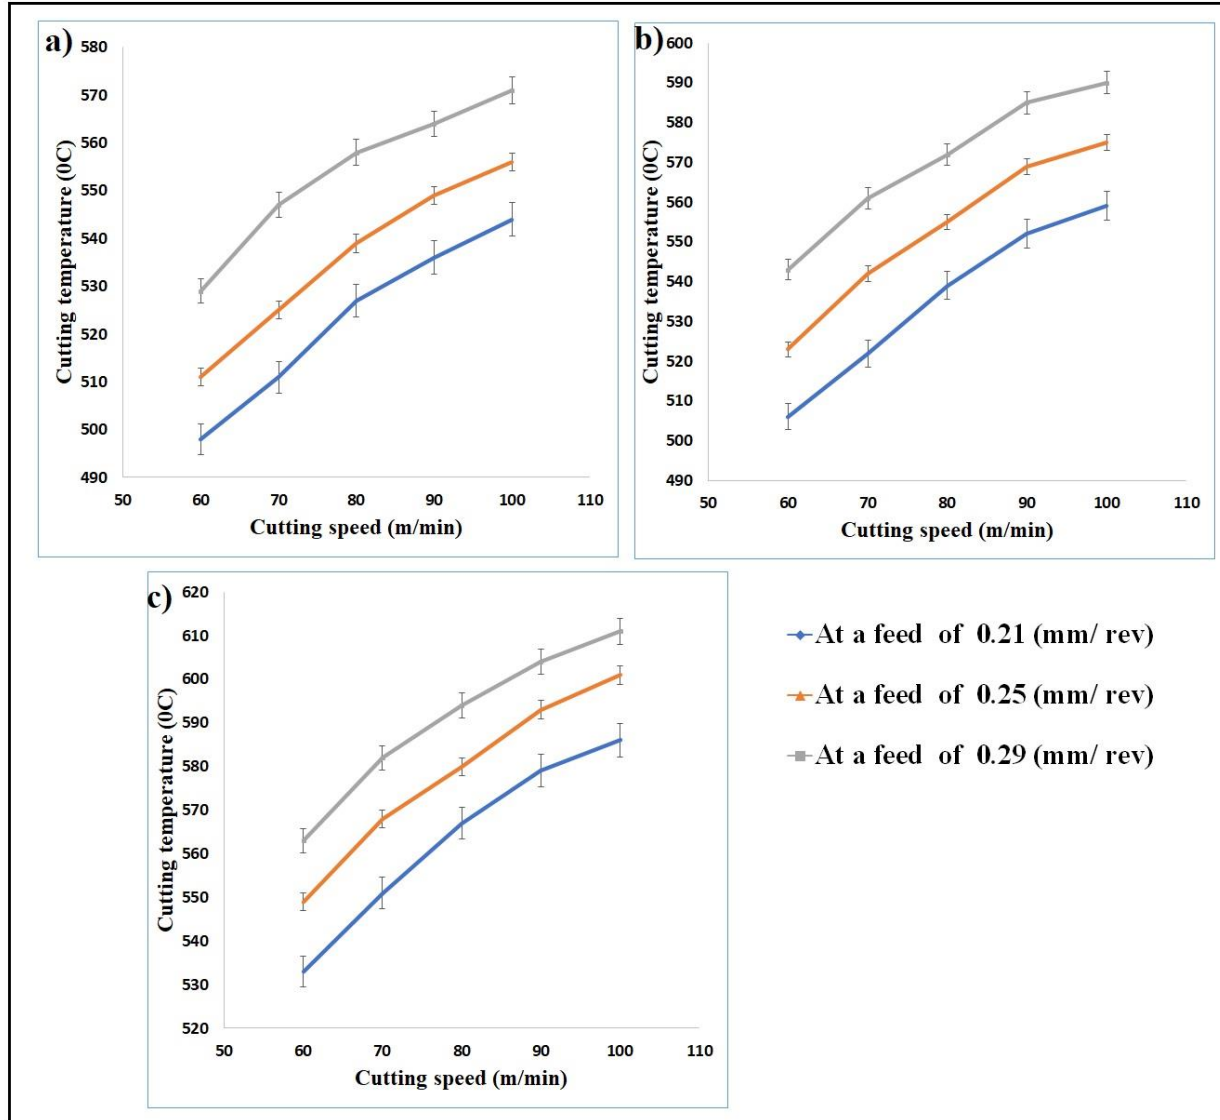 a)
580
570
560
550
540
530
520
510
500
490
50 60 70 80 90 100 110
Cutting speed (m/min)
Cutting temperature (0C)
b)
600
590
580
570
560
550
540
530
520
510
500
490
50 60 70 80 90 100 110
Cutting speed (m/min)
Cutting temperature (0C)
c)
620
610
600
590
580
570
560
550
540
530
520
50 60 70 80 90 100 110
Cutting speed (m/min)
Cutting temperature (0C)
At a feed of 0.21 (mm/ rev)
At a feed of 0.25 (mm/ rev)
At a feed of 0.29 (mm/ rev)